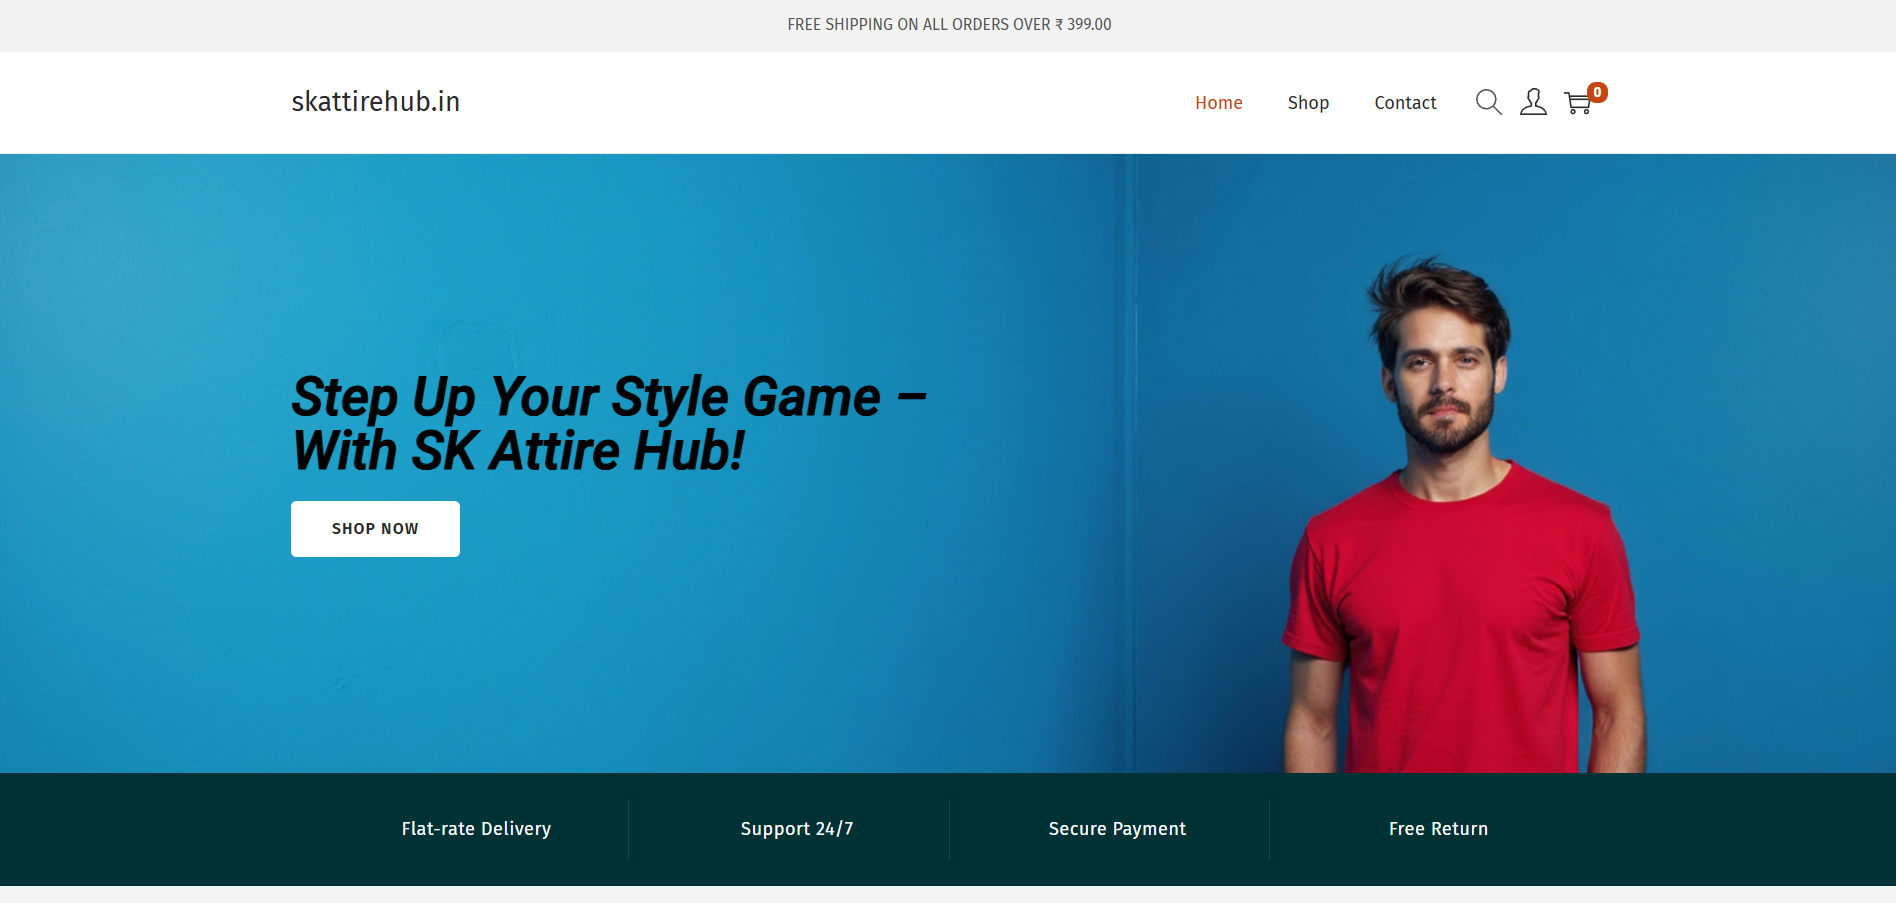 FREE SHIPPING ON ALL ORDERS OVER ₹ 399.00
skattirehub.in
Home
Shop
Contact
0
Step Up Your Style Game –
With SK Attire Hub!
SHOP NOW
Flat-rate Delivery
Support 24/7
Secure Payment
Free Return